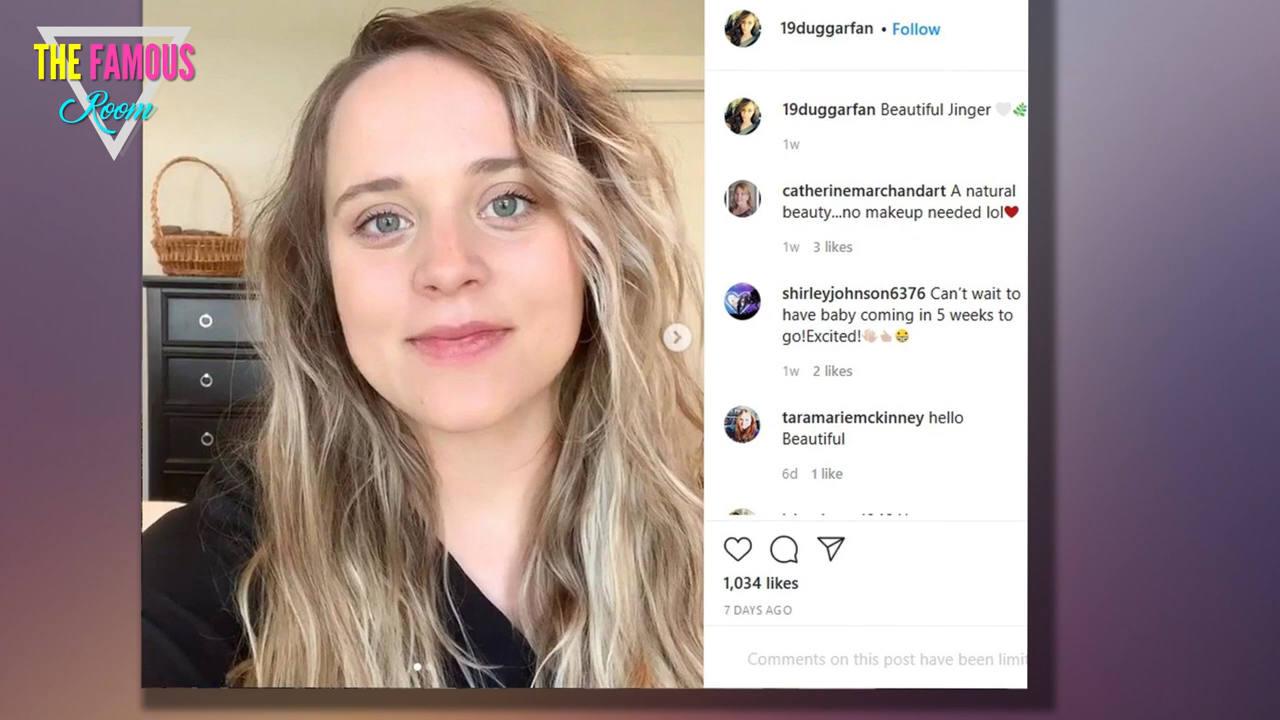 THE FAMOUS
Room
19duggarfan • Follow
19duggarfan Beautiful Jinger 🤍🌿
1w
catherinemarchandart A natural
beauty...no makeup needed lol❤️
1w 3 likes
shirleyjohnson6376 Can't wait to
have baby coming in 5 weeks to
go!Excited!👏🏻👍🏻😂
1w 2 likes
taramariemckinney hello
Beautiful
6d 1 like
1,034 likes
7 DAYS AGO
Comments on this post have been limit